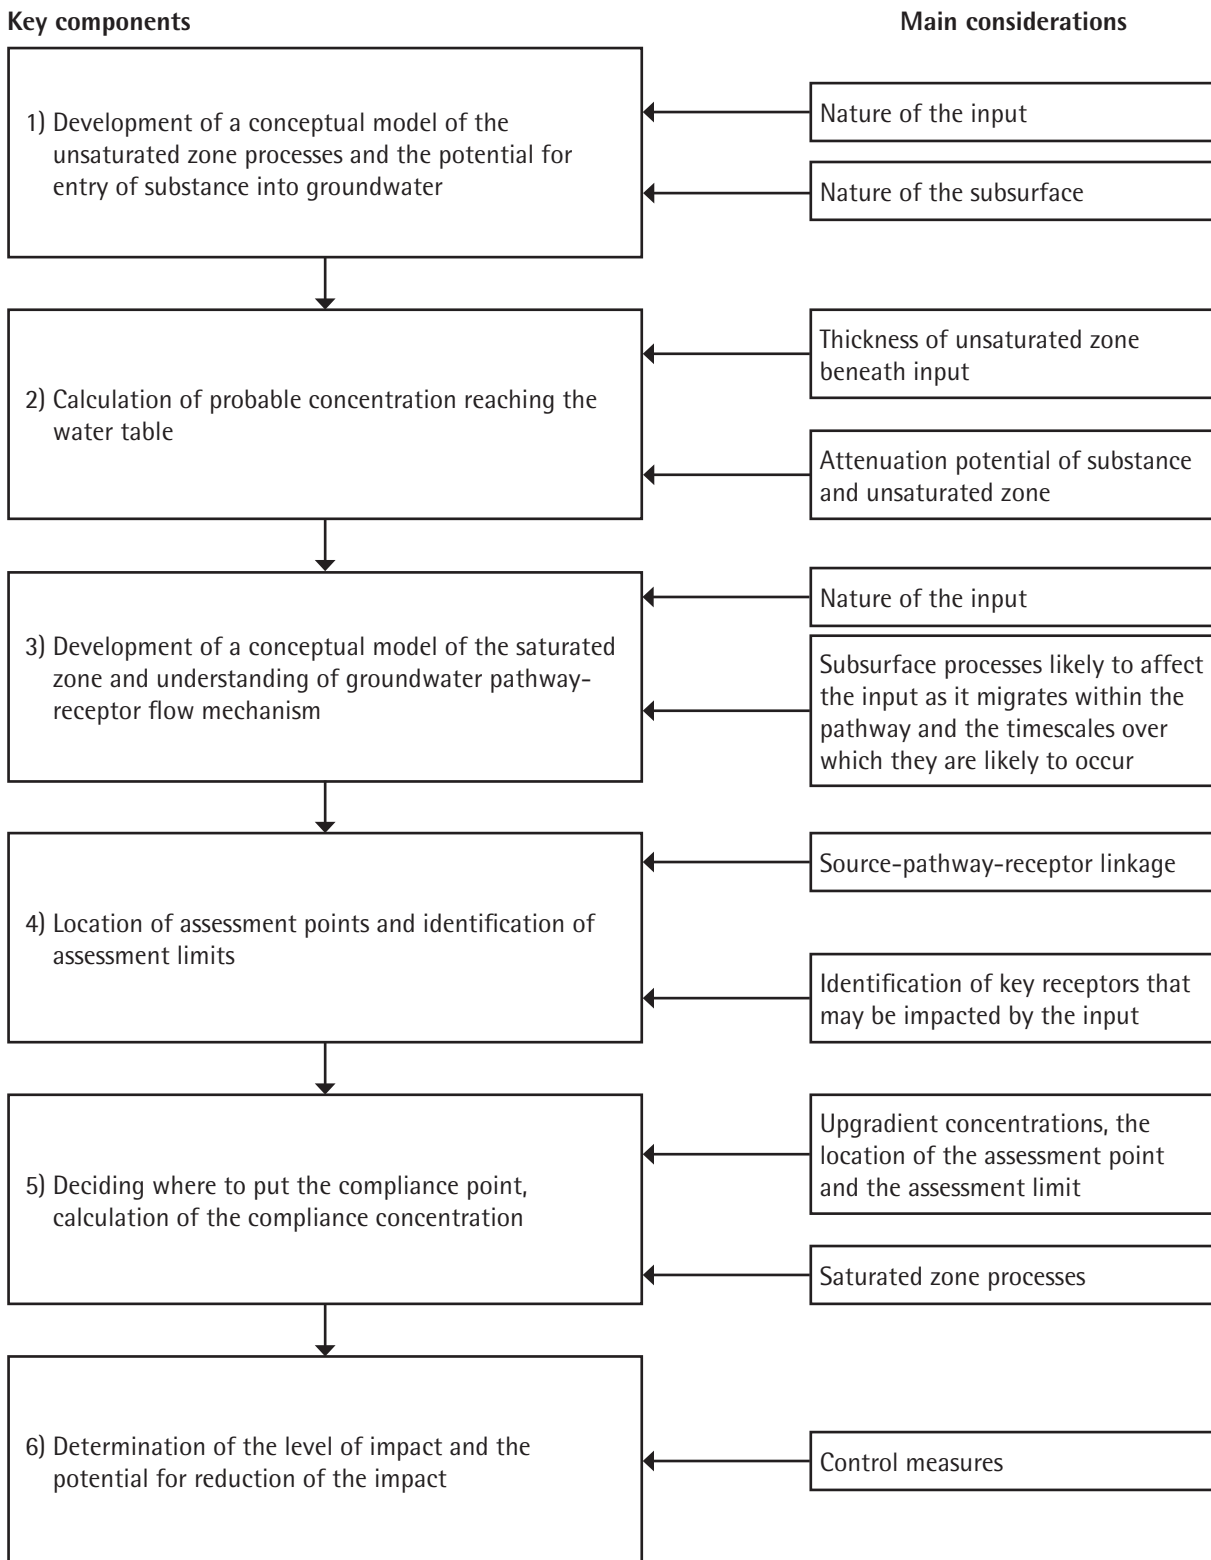 Key components
Main considerations
1) Development of a conceptual model of the
unsaturated zone processes and the potential for
entry of substance into groundwater
Nature of the input
Nature of the subsurface
2) Calculation of probable concentration reaching the
water table
Thickness of unsaturated zone
beneath input
Attenuation potential of substance
and unsaturated zone
3) Development of a conceptual model of the saturated
zone and understanding of groundwater pathway-
receptor flow mechanism
Nature of the input
Subsurface processes likely to affect
the input as it migrates within the
pathway and the timescales over
which they are likely to occur
4) Location of assessment points and identification of
assessment limits
Source-pathway-receptor linkage
Identification of key receptors that
may be impacted by the input
5) Deciding where to put the compliance point,
calculation of the compliance concentration
Upgradient concentrations, the
location of the assessment point
and the assessment limit
Saturated zone processes
6) Determination of the level of impact and the
potential for reduction of the impact
Control measures